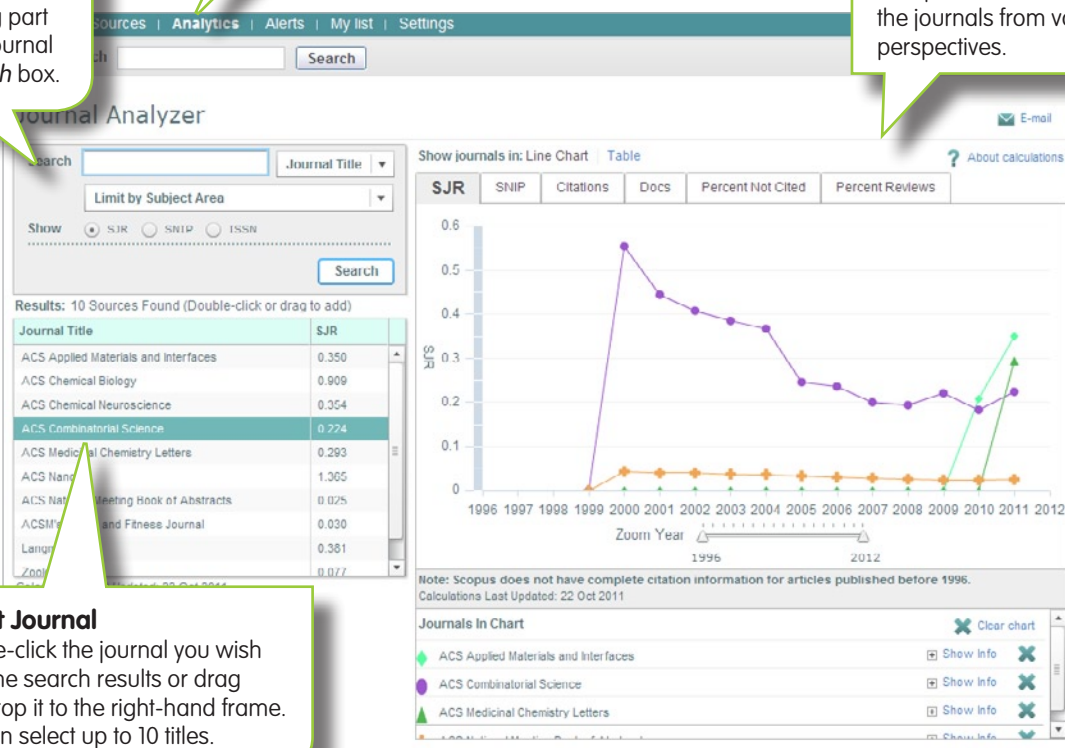 g part
ournal
h box.
the journals from va
perspectives.
Sources | Analytics | Alerts | My list | Settings
Search
Journal Analyzer
E-mail
Search Journal Title
Limit by Subject Area
Show SJR SNIP ISSN
Search
Results: 10 Sources Found (Double-click or drag to add)
Journal Title SJR
ACS Applied Materials and Interfaces 0.350
ACS Chemical Biology 0.909
ACS Chemical Neuroscience 0.354
ACS Combinatorial Science 0.224
ACS Medicinal Chemistry Letters 0.293
ACS Nano 1.365
ACS Nat Meeting Book of Abstracts 0.025
ACSM's and Fitness Journal 0.030
Langm 0.381
Zool 0.077
Updated: 22 Oct 2011
t Journal
e-click the journal you wish
he search results or drag
rop it to the right-hand frame.
n select up to 10 titles.
Show journals in: Line Chart | Table
? About calculations
SJR SNIP Citations Docs Percent Not Cited Percent Reviews
0.6
0.5
0.4
0.3
0.2
0.1
0
SJR
1996 1997 1998 1999 2000 2001 2002 2003 2004 2005 2006 2007 2008 2009 2010 2011 2012
Zoom Year
1996 2012
Note: Scopus does not have complete citation information for articles published before 1996.
Calculations Last Updated: 22 Oct 2011
Journals In Chart Clear chart
ACS Applied Materials and Interfaces Show Info
ACS Combinatorial Science Show Info
ACS Medicinal Chemistry Letters Show Info